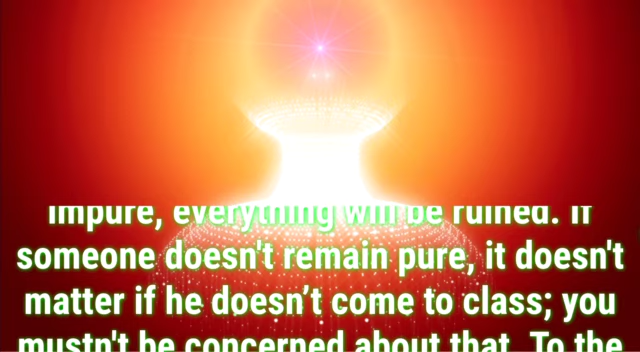 impure, everything will be ruined. If
someone doesn't remain pure, it doesn't
matter if he doesn’t come to class; you
mustn't be concerned about that. To the